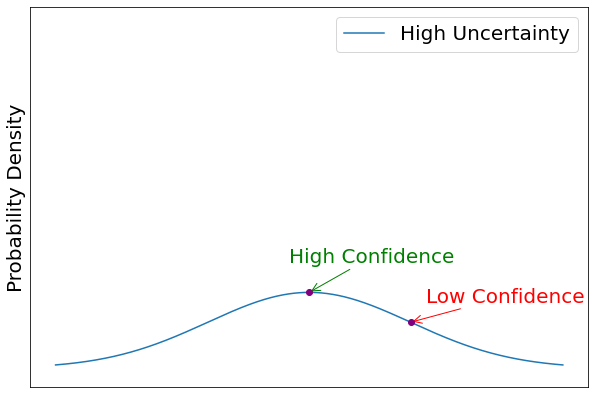 High Uncertainty
Probability Density
High Confidence
Low Confidence